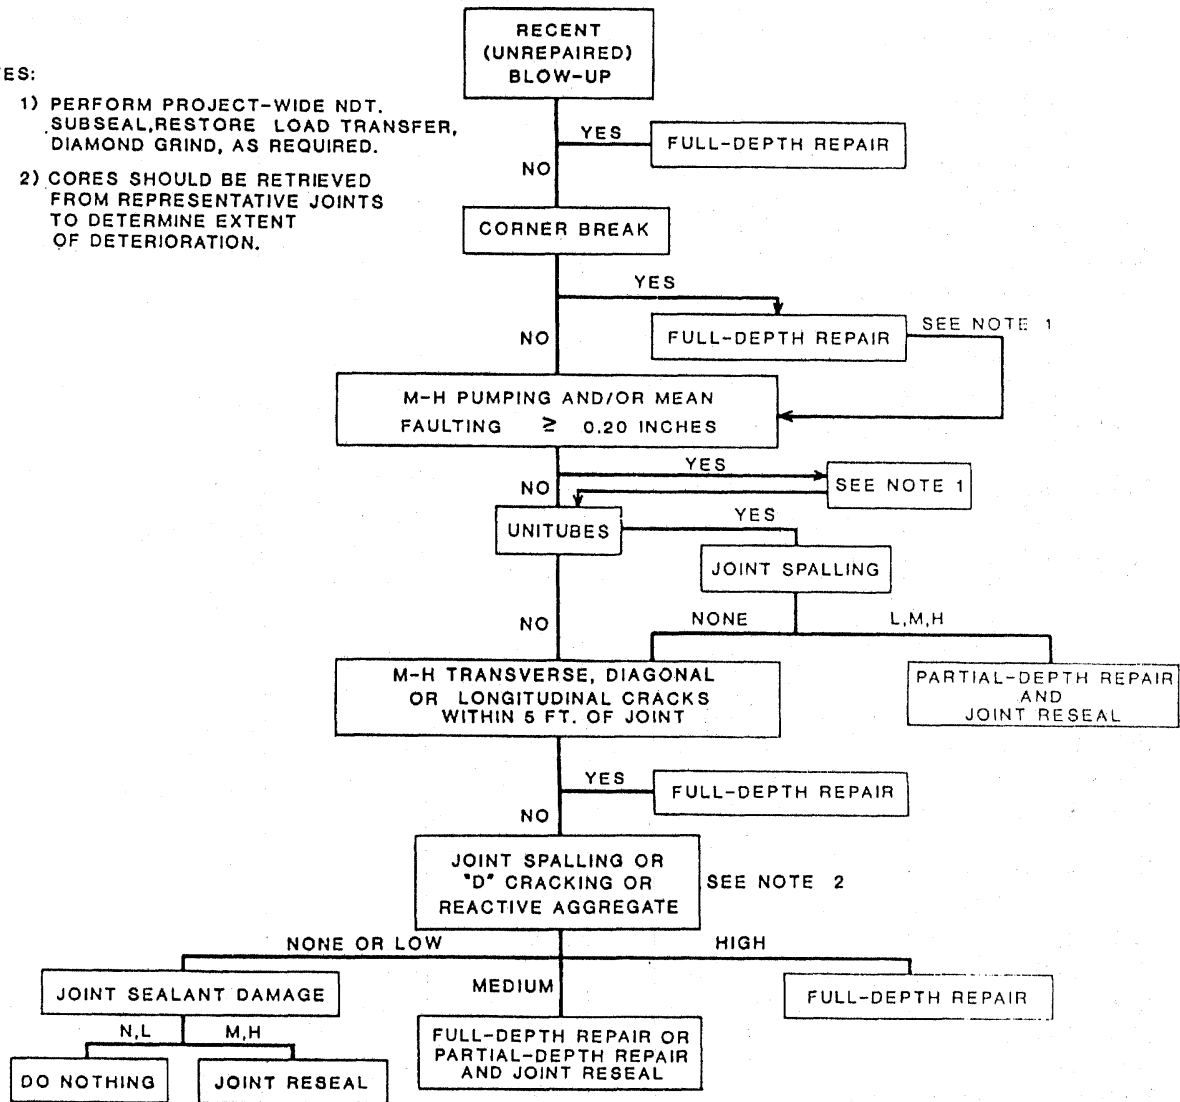 RECENT
(UNREPAIRED)
BLOW-UP
TES:
1) PERFORM PROJECT-WIDE NDT.
SUBSEAL, RESTORE LOAD TRANSFER,
DIAMOND GRIND, AS REQUIRED.
2) CORES SHOULD BE RETRIEVED
FROM REPRESENTATIVE JOINTS
TO DETERMINE EXTENT
OF DETERIORATION.
YES
FULL-DEPTH REPAIR
NO
CORNER BREAK
YES
FULL-DEPTH REPAIR
SEE NOTE 1
NO
M-H PUMPING AND/OR MEAN
FAULTING ≥ 0.20 INCHES
YES
SEE NOTE 1
NO
UNITUBES
YES
JOINT SPALLING
NO
NONE
L,M,H
M-H TRANSVERSE, DIAGONAL
OR LONGITUDINAL CRACKS
WITHIN 5 FT. OF JOINT
PARTIAL-DEPTH REPAIR
AND
JOINT RESEAL
YES
FULL-DEPTH REPAIR
NO
JOINT SPALLING OR
"D" CRACKING OR
REACTIVE AGGREGATE
SEE NOTE 2
NONE OR LOW
HIGH
JOINT SEALANT DAMAGE
MEDIUM
FULL-DEPTH REPAIR
N,L
M,H
FULL-DEPTH REPAIR OR
PARTIAL-DEPTH REPAIR
AND JOINT RESEAL
DO NOTHING
JOINT RESEAL